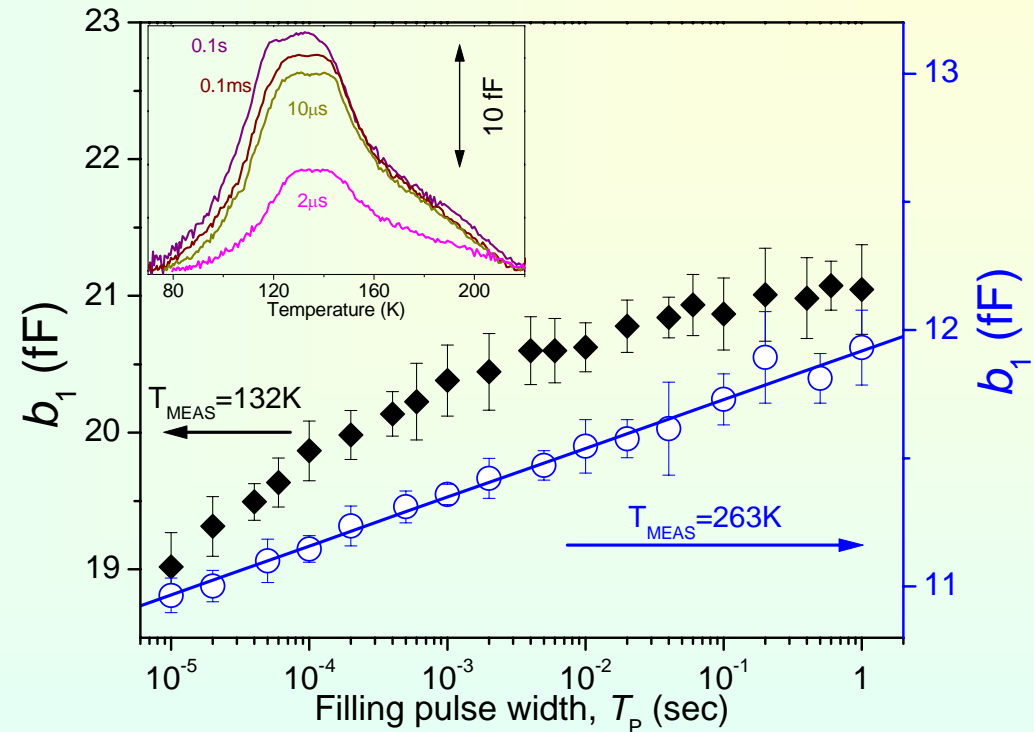 23
22
21
20
19
b₁ (fF)
0.1s
0.1ms
10μs
2μs
10 fF
80 120 160 200
Temperature (K)
T_MEAS=132K
T_MEAS=263K
13
12
11
b₁ (fF)
10⁻⁵ 10⁻⁴ 10⁻³ 10⁻² 10⁻¹ 1
Filling pulse width, T_P (sec)